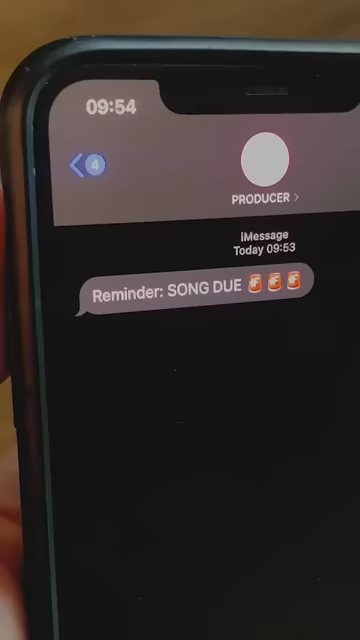 09:54
4
PRODUCER
iMessage
Today 09:53
Reminder: SONG DUE 🚨🚨🚨